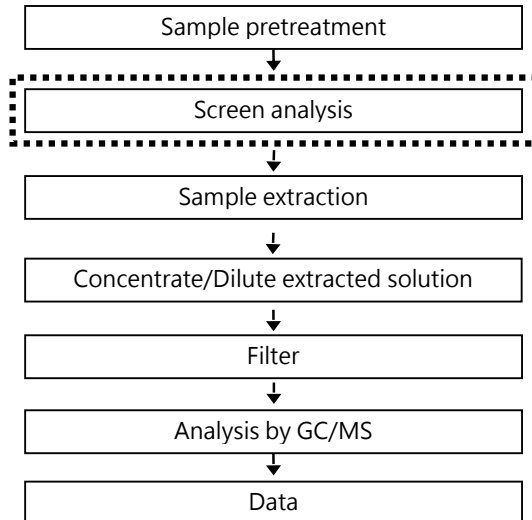 Sample pretreatment
Screen analysis
Sample extraction
Concentrate/Dilute extracted solution
Filter
Analysis by GC/MS
Data